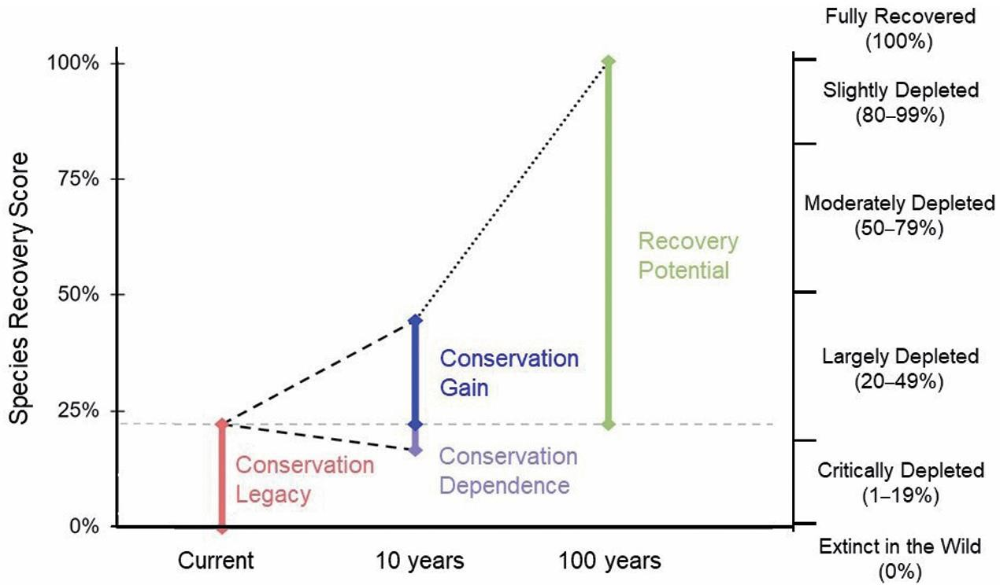 Species Recovery Score
100%
75%
50%
25%
0%
Current
10 years
100 years
Conservation
Legacy
Conservation
Gain
Conservation
Dependence
Recovery
Potential
Fully Recovered
(100%)
Slightly Depleted
(80–99%)
Moderately Depleted
(50–79%)
Largely Depleted
(20–49%)
Critically Depleted
(1–19%)
Extinct in the Wild
(0%)